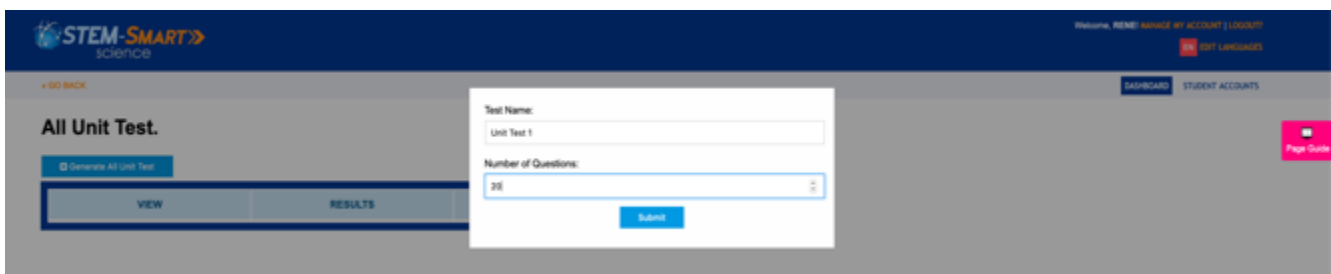 STEM-SMART»
science
Welcome, RENE! MANAGE MY ACCOUNT | LOGOUT?
EN EDIT LANGUAGES
« GO BACK
DASHBOARD STUDENT ACCOUNTS
All Unit Test.
Generate All Unit Test
VIEW RESULTS
Test Name:
Unit Test 1
Number of Questions:
20
Submit
Page Guide